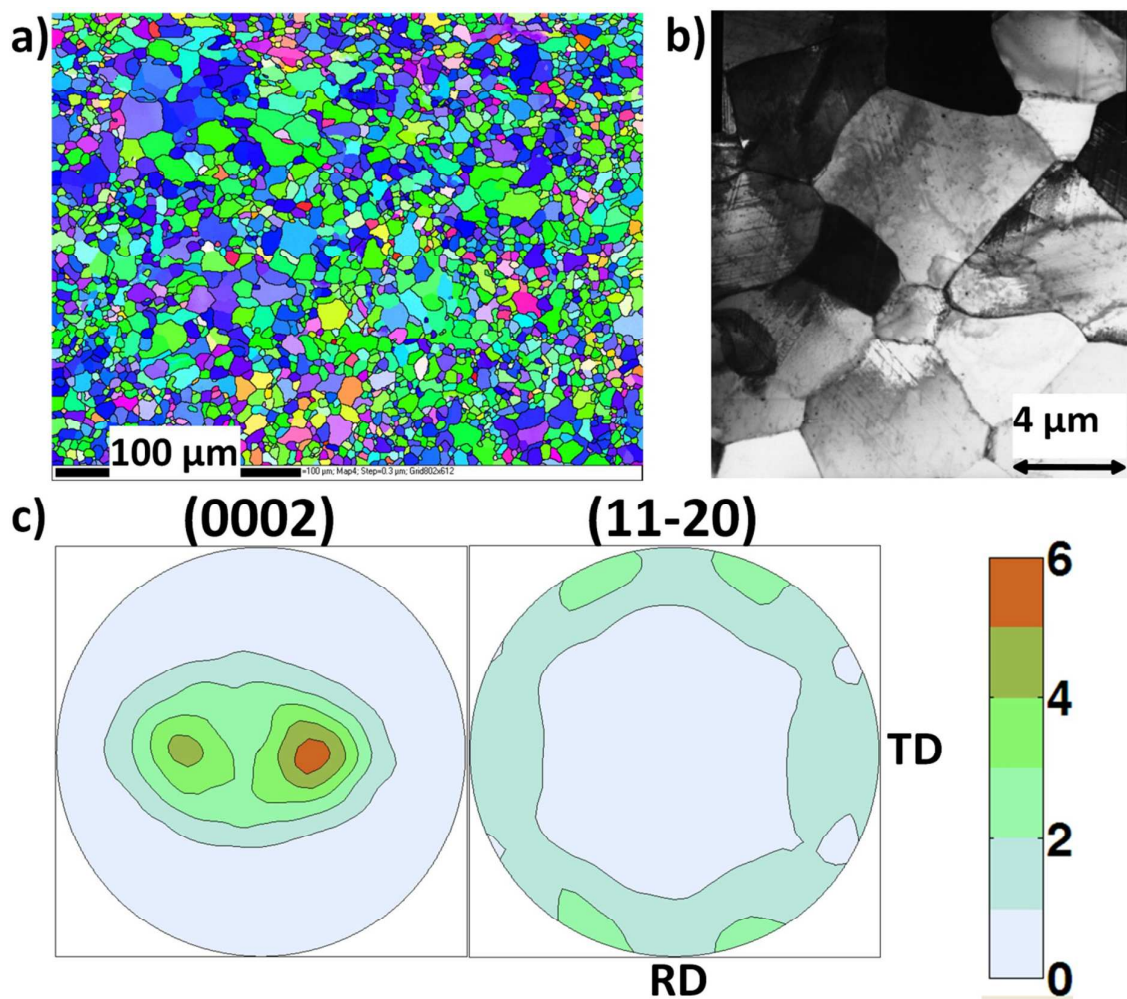 a)
b)
100 μm
=100 μm; Map4; Step=0.3 μm; Grid802x612
4 μm
c)
(0002)
(11-20)
6
4
2
0
TD
RD